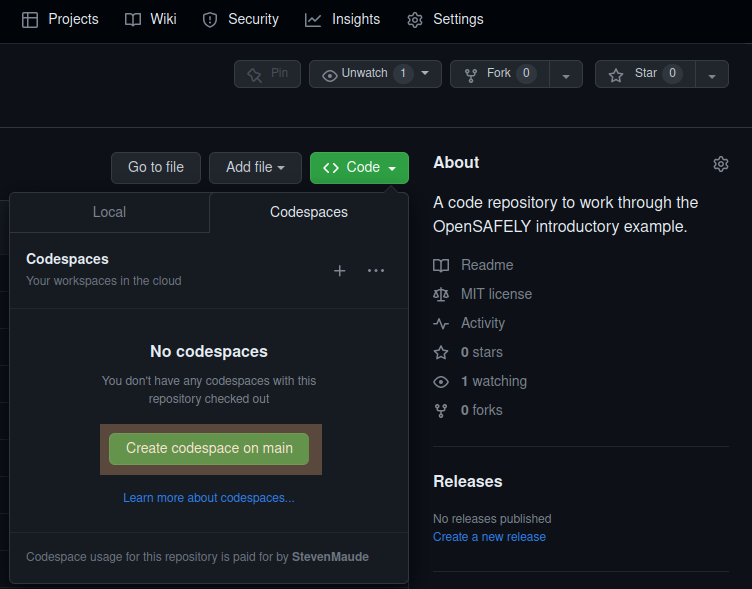 Projects Wiki Security Insights Settings
Pin Unwatch 1 Fork 0 Star 0
Go to file Add file Code
Local Codespaces
Codespaces
Your workspaces in the cloud
No codespaces
You don't have any codespaces with this
repository checked out
Create codespace on main
Learn more about codespaces...
Codespace usage for this repository is paid for by StevenMaude
About
A code repository to work through the
OpenSAFELY introductory example.
Readme
MIT license
Activity
0 stars
1 watching
0 forks
Releases
No releases published
Create a new release